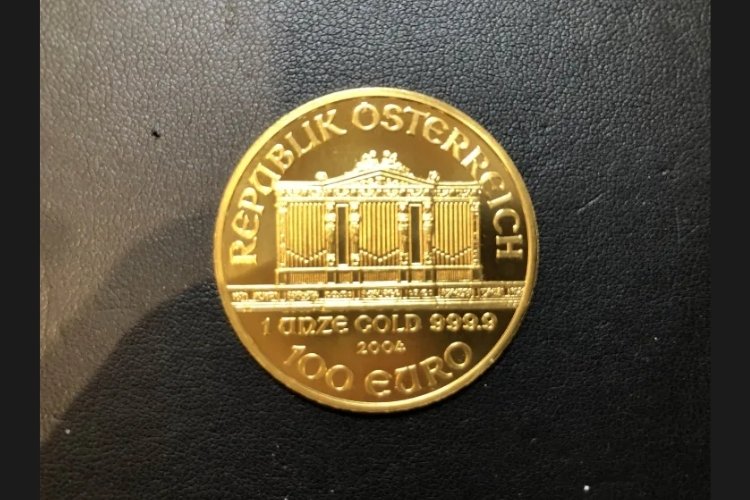 REPUBLIK ÖSTERREICH
1 UNZE GOLD 999.9
2004
100 EURO